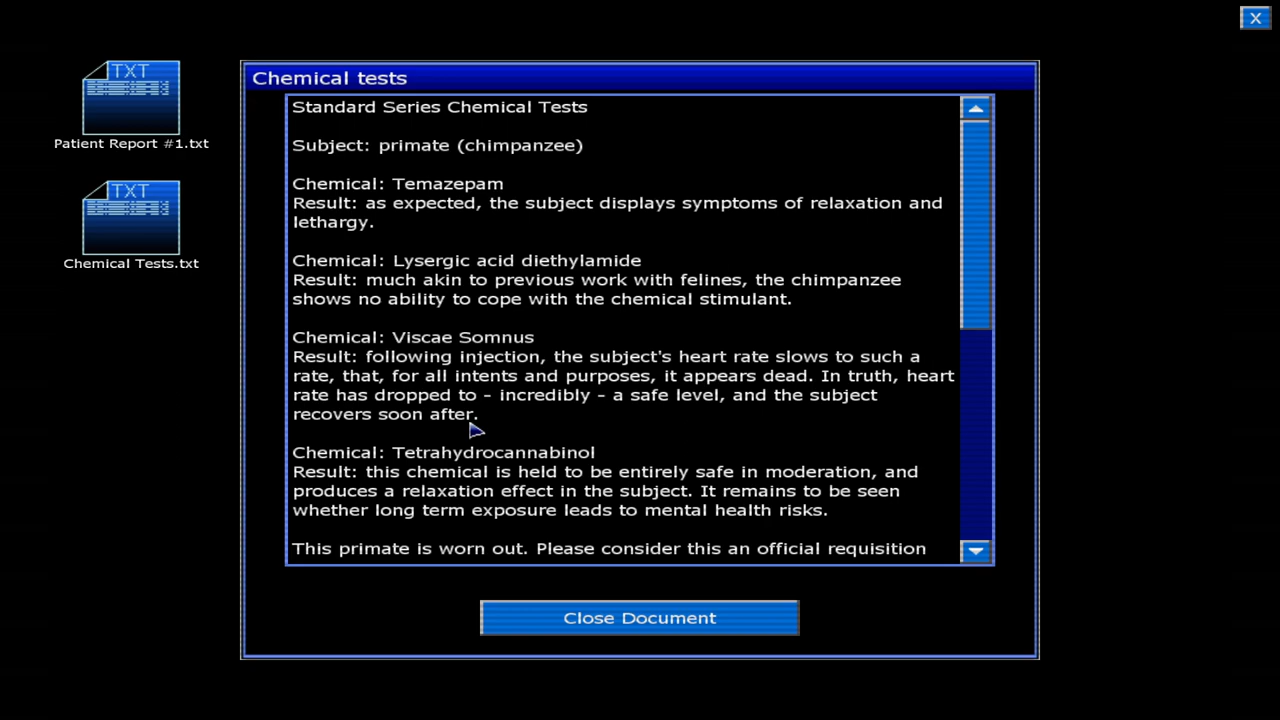 X
TXT
Patient Report #1.txt
TXT
Chemical Tests.txt
Chemical tests
Standard Series Chemical Tests
Subject: primate (chimpanzee)
Chemical: Temazepam
Result: as expected, the subject displays symptoms of relaxation and
lethargy.
Chemical: Lysergic acid diethylamide
Result: much akin to previous work with felines, the chimpanzee
shows no ability to cope with the chemical stimulant.
Chemical: Viscae Somnus
Result: following injection, the subject's heart rate slows to such a
rate, that, for all intents and purposes, it appears dead. In truth, heart
rate has dropped to - incredibly - a safe level, and the subject
recovers soon after.
Chemical: Tetrahydrocannabinol
Result: this chemical is held to be entirely safe in moderation, and
produces a relaxation effect in the subject. It remains to be seen
whether long term exposure leads to mental health risks.
This primate is worn out. Please consider this an official requisition
Close Document